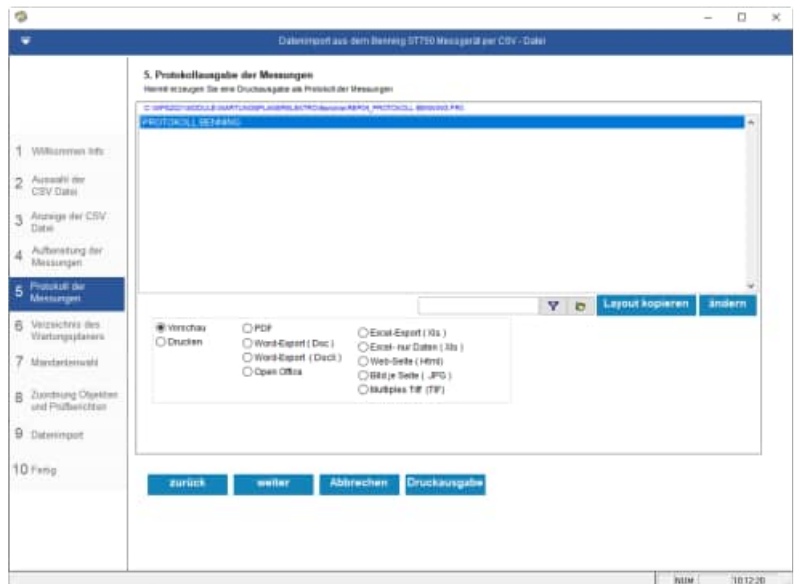 Datenimport aus dem Benning ST750 Messgerät per CSV - Datei
5. Protokollausgabe der Messungen
Hiermit erzeugen Sie eine Druckausgabe als Protokoll der Messungen
PROTOKOLL BENNING
1 Willkommen Info
2 Auswahl der
CSV Datei
3 Anzeige der CSV
Datei
4 Aufbereitung der
Messungen
5 Protokoll der
Messungen
6 Verzeichnis des
Wartungsplaners
7 Mandantenwahl
8 Zuordnung Objekten
und Prüfberichten
9 Datenimport
10 Fertig
Layout kopieren
ändern
Vorschau
Drucken
PDF
Word-Export ( Doc )
Word-Export ( DocX )
Open Office
Excel-Export ( Xls )
Excel- nur Daten ( Xls )
Web-Seite ( Html)
Bild je Seite ( .JPG )
Multiples Tiff (TIF)
zurück
weiter
Abbrechen
Druckausgabe
NUM
10:12:20